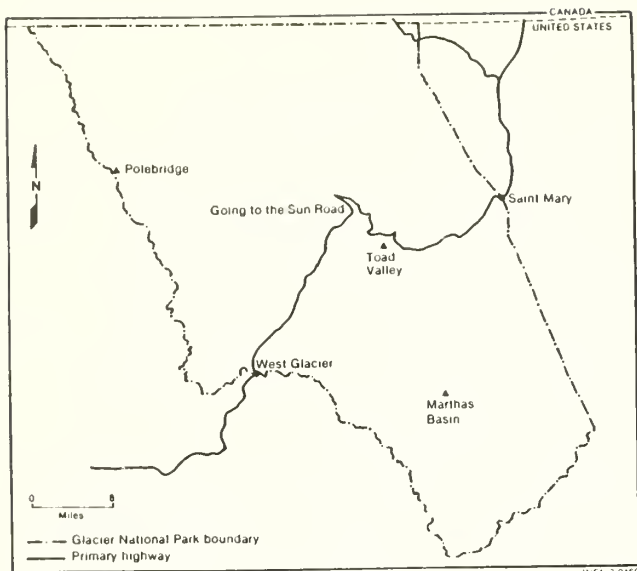 CANADA
UNITED STATES
Polebridge
N
Going to the Sun Road
Saint Mary
Toad
Valley
West Glacier
Marthas
Basin
0 8
Miles
Glacier National Park boundary
Primary highway